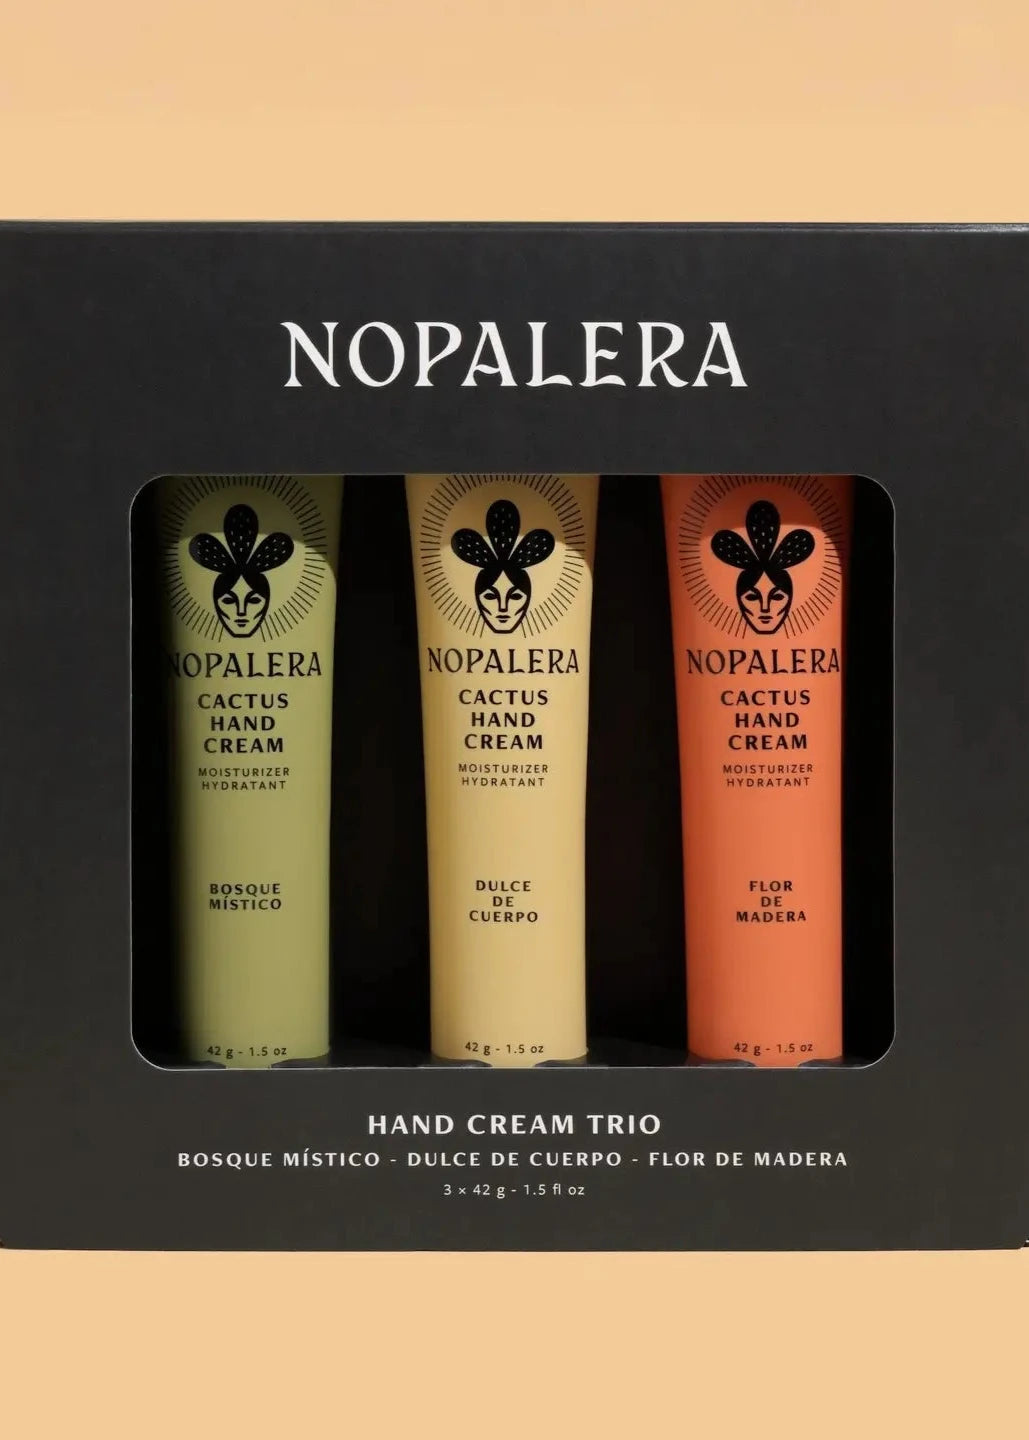 NOPALERA
NOPALERA
CACTUS
HAND
CREAM
MOISTURIZER
HYDRATANT
BOSQUE
MÍSTICO
42 g - 1.5 oz
NOPALERA
CACTUS
HAND
CREAM
MOISTURIZER
HYDRATANT
DULCE
DE
CUERPO
42 g - 1.5 oz
NOPALERA
CACTUS
HAND
CREAM
MOISTURIZER
HYDRATANT
FLOR
DE
MADERA
42 g - 1.5 oz
HAND CREAM TRIO
BOSQUE MÍSTICO - DULCE DE CUERPO - FLOR DE MADERA
3 × 42 g - 1.5 fl oz